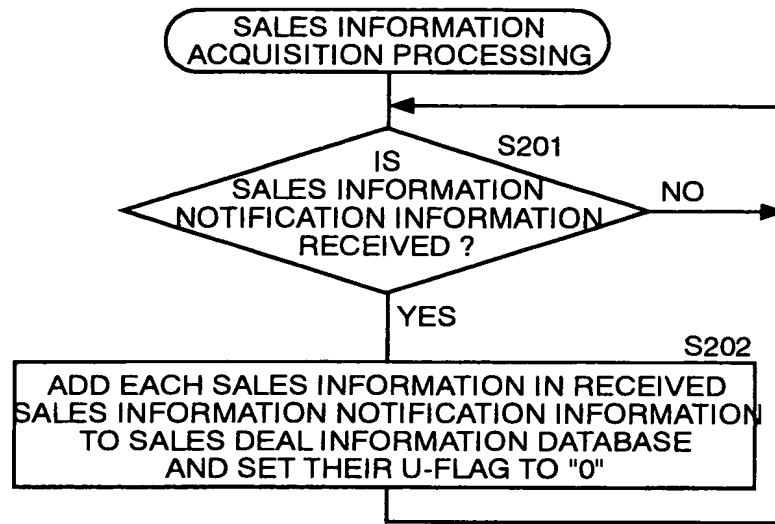 SALES INFORMATION
ACQUISITION PROCESSING
S201
IS
SALES INFORMATION
NOTIFICATION INFORMATION
RECEIVED ?
NO
YES
S202
ADD EACH SALES INFORMATION IN RECEIVED
SALES INFORMATION NOTIFICATION INFORMATION
TO SALES DEAL INFORMATION DATABASE
AND SET THEIR U-FLAG TO "0"